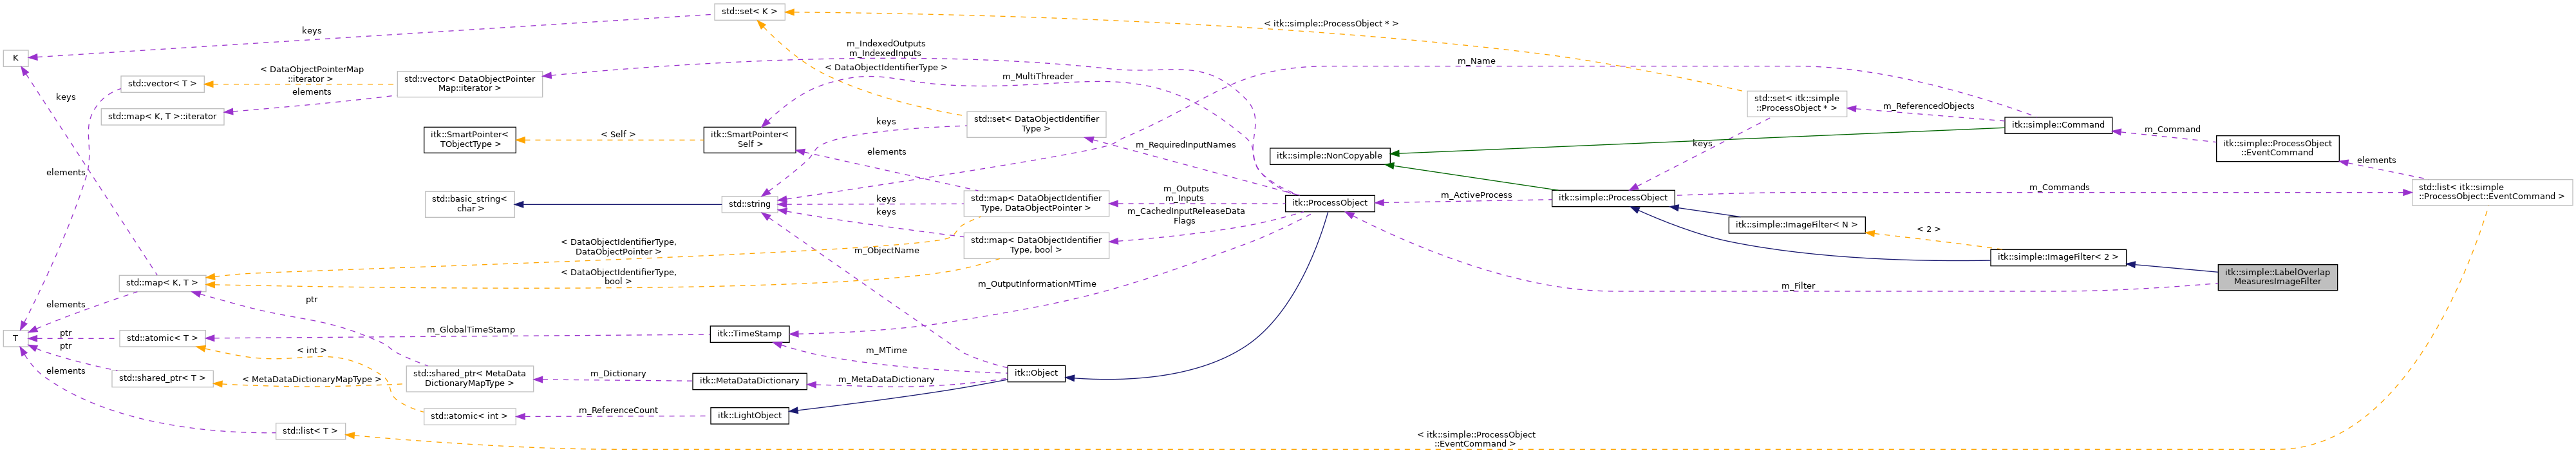 std::set< K >
< itk::simple::ProcessObject * >
keys
K
m_IndexedOutputs
m_IndexedInputs
< DataObjectIdentifierType >
m_Name
< DataObjectPointerMap
::iterator >
std::vector< T >
std::vector< DataObjectPointer
Map::iterator >
m_MultiThreader
elements
keys
std::map< K, T >::iterator
std::set< itk::simple
::ProcessObject * >
m_ReferencedObjects
std::set< DataObjectIdentifier
Type >
keys
itk::simple::Command
m_Command
itk::SmartPointer<
TObjectType >
< Self >
itk::SmartPointer<
Self >
elements
m_RequiredInputNames
itk::simple::NonCopyable
keys
itk::simple::ProcessObject
::EventCommand
elements
elements
std::basic_string<
char >
std::string
keys
keys
std::map< DataObjectIdentifier
Type, DataObjectPointer >
m_Outputs
m_Inputs
m_CachedInputReleaseData
Flags
itk::ProcessObject
m_ActiveProcess
itk::simple::ProcessObject
m_Commands
std::list< itk::simple
::ProcessObject::EventCommand >
itk::simple::ImageFilter< N >
< 2 >
std::map< DataObjectIdentifier
Type, bool >
< DataObjectIdentifierType,
DataObjectPointer >
m_ObjectName
itk::simple::ImageFilter< 2 >
std::map< K, T >
< DataObjectIdentifierType,
bool >
m_OutputInformationMTime
m_Filter
itk::simple::LabelOverlap
MeasuresImageFilter
elements
ptr
T
ptr
ptr
std::atomic< T >
m_GlobalTimeStamp
itk::TimeStamp
< int >
m_MTime
elements
std::shared_ptr< T >
< MetaDataDictionaryMapType >
std::shared_ptr< MetaData
DictionaryMapType >
m_Dictionary
itk::MetaDataDictionary
m_MetaDataDictionary
itk::Object
std::atomic< int >
m_ReferenceCount
itk::LightObject
std::list< T >
< itk::simple::ProcessObject
::EventCommand >